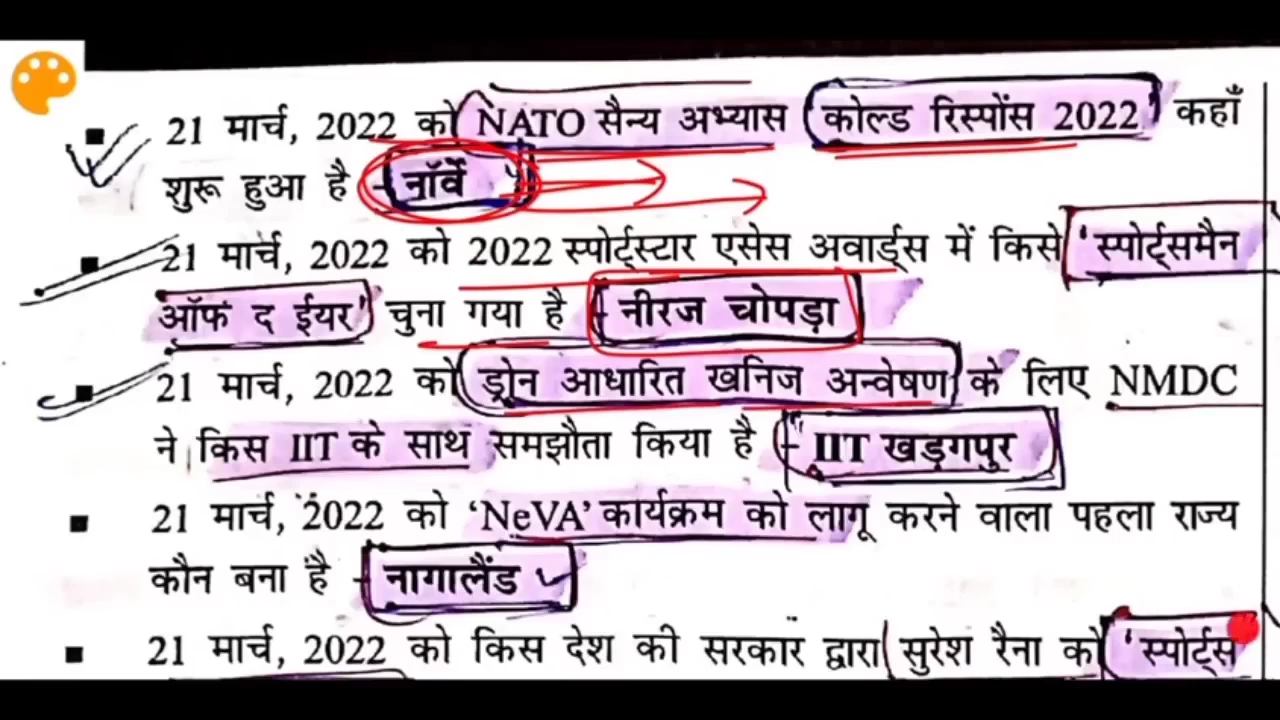 ■ 21 मार्च, 2022 को NATO सैन्य अभ्यास कोल्ड रिस्पोंस 2022 कहाँ
शुरू हुआ है - नॉर्वे
■ 21 मार्च, 2022 को 2022 स्पोर्ट्स्टार एसेस अवार्ड्स में किसे 'स्पोर्ट्समैन
ऑफ द ईयर' चुना गया है - नीरज चोपड़ा
■ 21 मार्च, 2022 को ड्रोन आधारित खनिज अन्वेषण के लिए NMDC
ने किस IIT के साथ समझौता किया है - IIT खड़गपुर
■ 21 मार्च, 2022 को 'NeVA' कार्यक्रम को लागू करने वाला पहला राज्य
कौन बना है - नागालैंड
■ 21 मार्च, 2022 को किस देश की सरकार द्वारा सुरेश रैना को 'स्पोर्ट्स